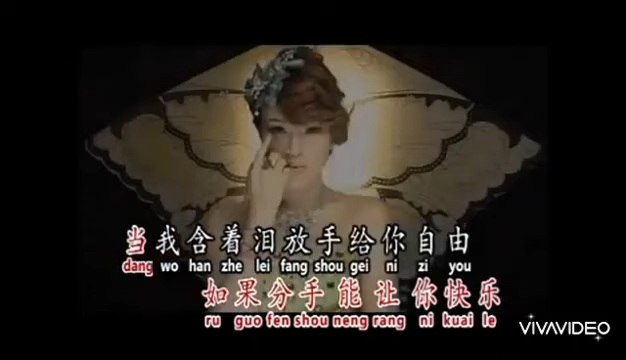 当我含着泪放手给你自由
dang wo han zhe lei fang shou gei ni zi you
如果分手能让你快乐
ru guo fen shou neng rang ni kuai le
VIVAVIDEO